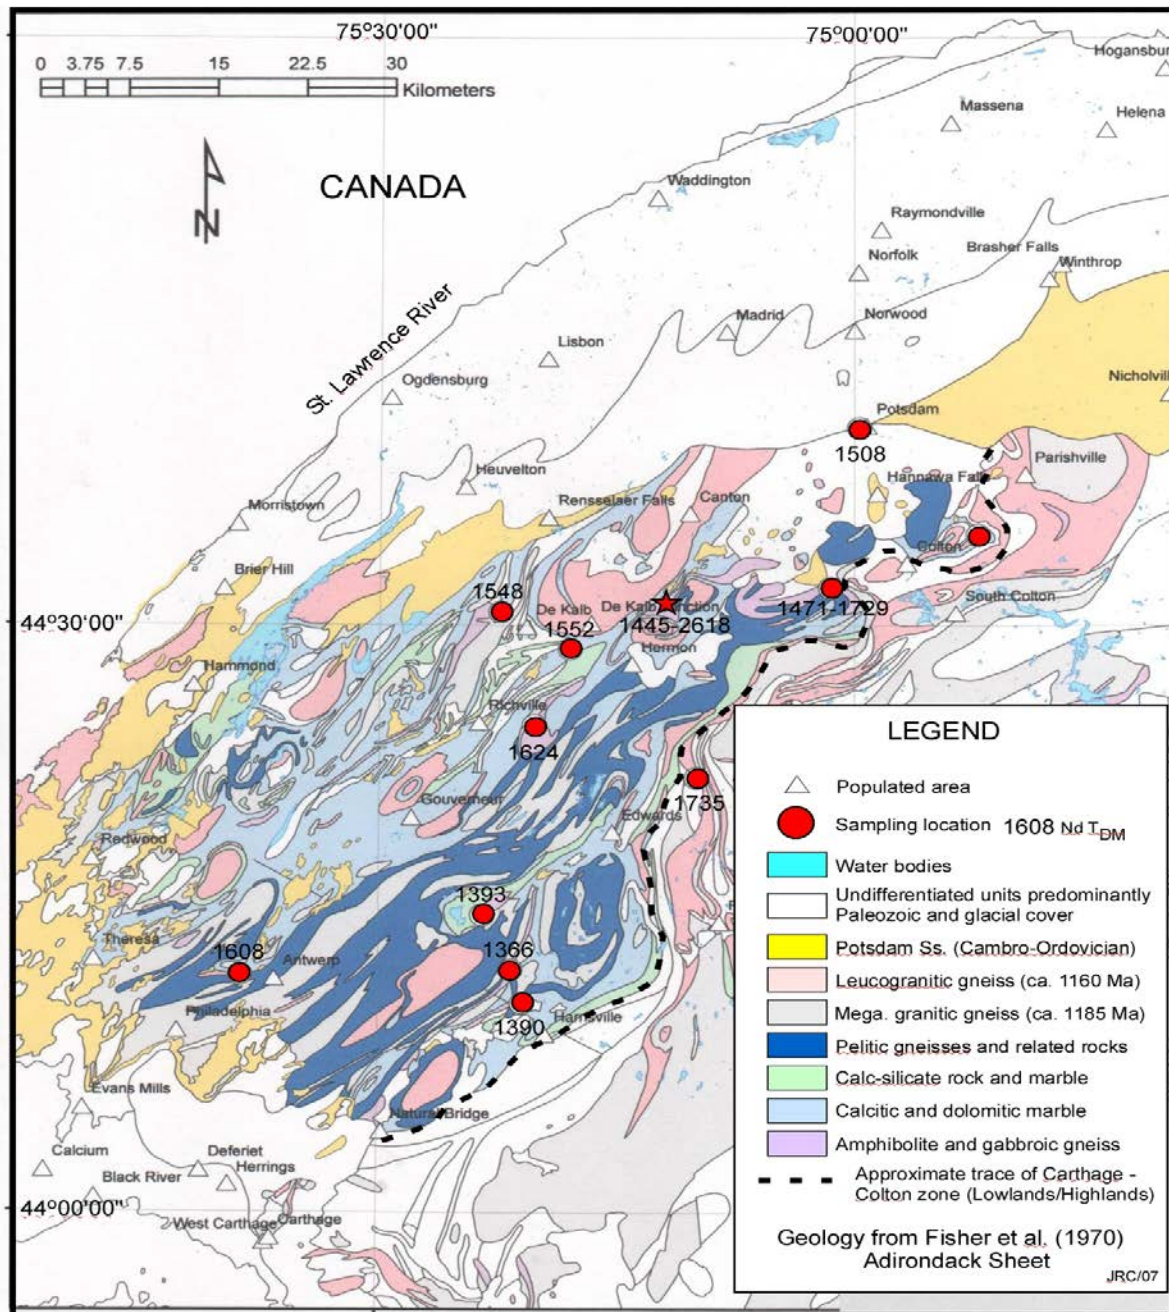 75°30'00"
75°00'00"
0 3.75 7.5 15 22.5 30
Kilometers
Hogansbur
Massena
Helena
N
CANADA
Waddington
Raymondville
Brasher Falls
Winthrop
Norfolk
St. Lawrence River
Madrid
Norwood
Lisbon
Ogdensburg
Nicholvill
Potsdam
1508
Heuvelton
Parishville
Hannawa Fall
Rensselaer Falls
Canton
Morristown
Colton
Brier Hill
1548
De Kalb
De Kalb Junction
1471-1729
South Colton
44°30'00"
1552
1445-2618
Hermon
Hammond
Richville
1624
1735
Gouverneur
Edwards
Redwood
1393
Theresa
1608
Antwerp
1366
Philadelphia
1390
Harrisville
Evans Mills
Natural Bridge
Calcium
Deferiet
Black River
Herrings
44°00'00"
West Carthage
Carthage
LEGEND
Populated area
Sampling location 1608 Nd TDM
Water bodies
Undifferentiated units predominantly
Paleozoic and glacial cover
Potsdam Ss. (Cambro-Ordovician)
Leucogranitic gneiss (ca. 1160 Ma)
Mega. granitic gneiss (ca. 1185 Ma)
Pelitic gneisses and related rocks
Calc-silicate rock and marble
Calcitic and dolomitic marble
Amphibolite and gabbroic gneiss
Approximate trace of Carthage -
Colton zone (Lowlands/Highlands)
Geology from Fisher et al. (1970)
Adirondack Sheet
JRC/07